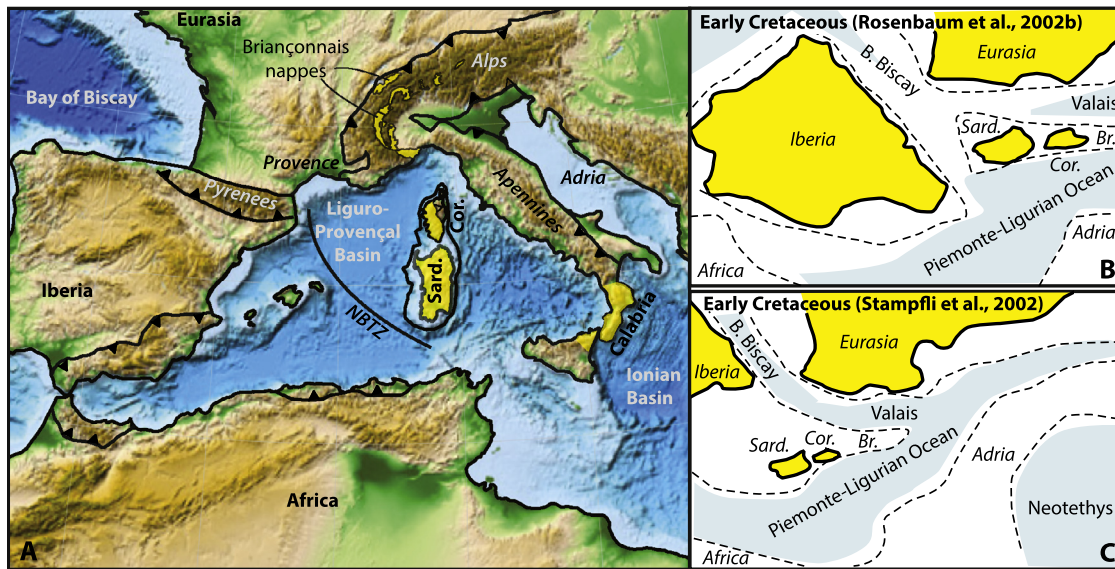 Eurasia
Briançonnais
nappes
Alps
Bay of Biscay
Provence
Adria
Pyrenees
Apennines
Liguro-
Provençal
Basin
Cor.
Sard.
Iberia
NBTZ
Calabria
Ionian
Basin
Africa
A
Early Cretaceous (Rosenbaum et al., 2002b)
B. Biscay
Eurasia
Valais
Iberia
Sard.
Br.
Cor.
Piemonte-Ligurian Ocean
Africa
Adria
B
Early Cretaceous (Stampfli et al., 2002)
B. Biscay
Eurasia
Iberia
Valais
Sard.
Cor.
Br.
Piemonte-Ligurian Ocean
Adria
Neotethys
Africa
C